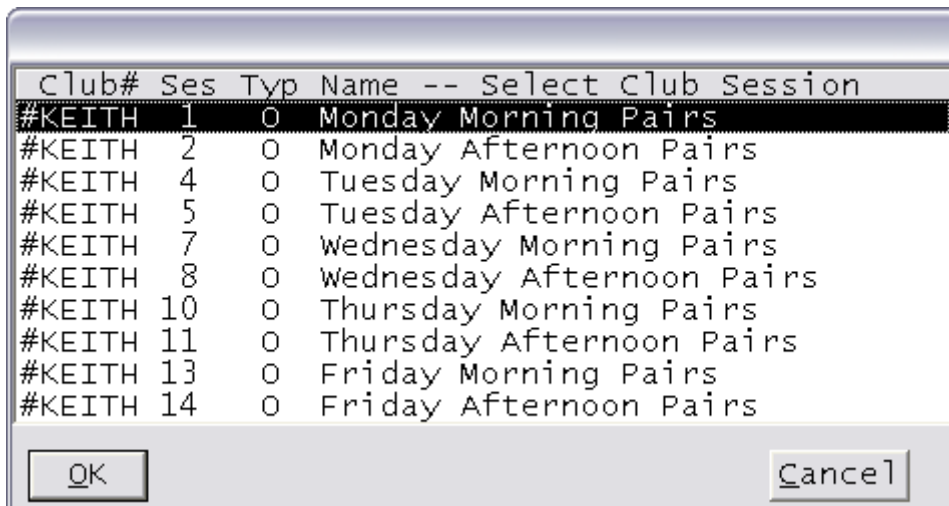 Club# Ses Typ Name -- Select Club Session
#KEITH 1 O Monday Morning Pairs
#KEITH 2 O Monday Afternoon Pairs
#KEITH 4 O Tuesday Morning Pairs
#KEITH 5 O Tuesday Afternoon Pairs
#KEITH 7 O Wednesday Morning Pairs
#KEITH 8 O Wednesday Afternoon Pairs
#KEITH 10 O Thursday Morning Pairs
#KEITH 11 O Thursday Afternoon Pairs
#KEITH 13 O Friday Morning Pairs
#KEITH 14 O Friday Afternoon Pairs
OK Cancel